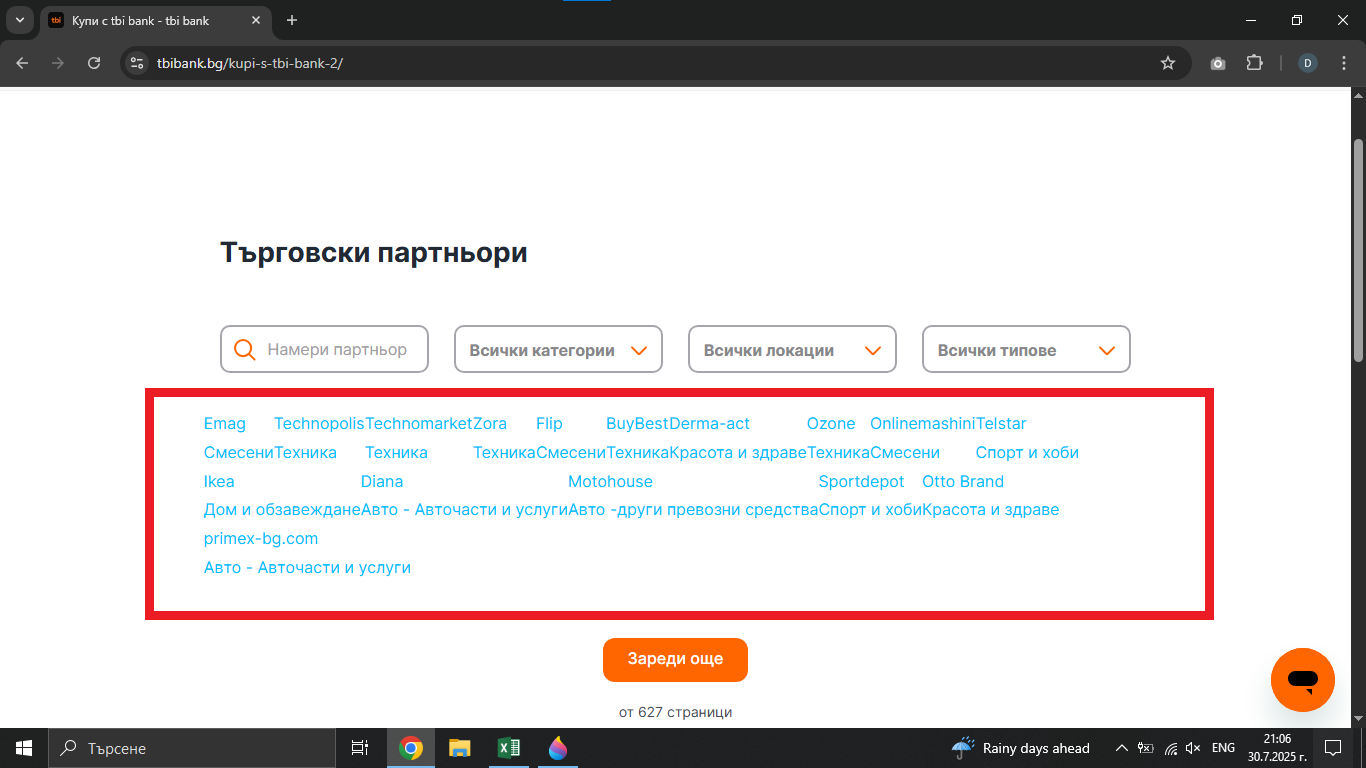 tbi Купи с tbi bank - tbi bank
tbibank.bg/kupi-s-tbi-bank-2/
D
Търговски партньори
Намери партньор Всички категории Всички локации Всички типове
Emag Technopolis Technomarket Zora Flip BuyBest Derma-act Ozone Onlinemashini Telstar
Смесени Техника Техника Техника Смесени Техника Красота и здраве Техника Смесени Спорт и хоби
Ikea Diana Motohouse Sportdepot Otto Brand
Дом и обзавеждане Авто - Авточасти и услуги Авто -други превозни средства Спорт и хоби Красота и здраве
primex-bg.com
Авто - Авточасти и услуги
Зареди още
от 627 страници
Търсене Rainy days ahead ENG 21:06
30.7.2025 г.